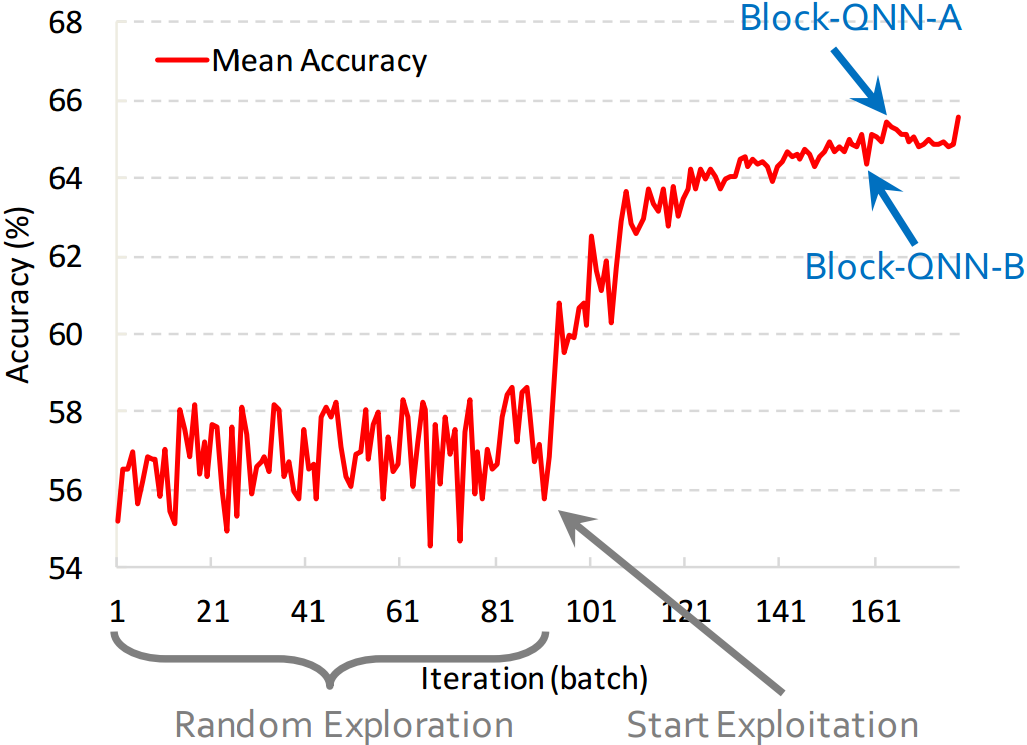 68
66
64
62
60
58
56
54
Accuracy (%)
Mean Accuracy
Block-QNN-A
Block-QNN-B
1 21 41 61 81 101 121 141 161
Iteration (batch)
Random Exploration
Start Exploitation